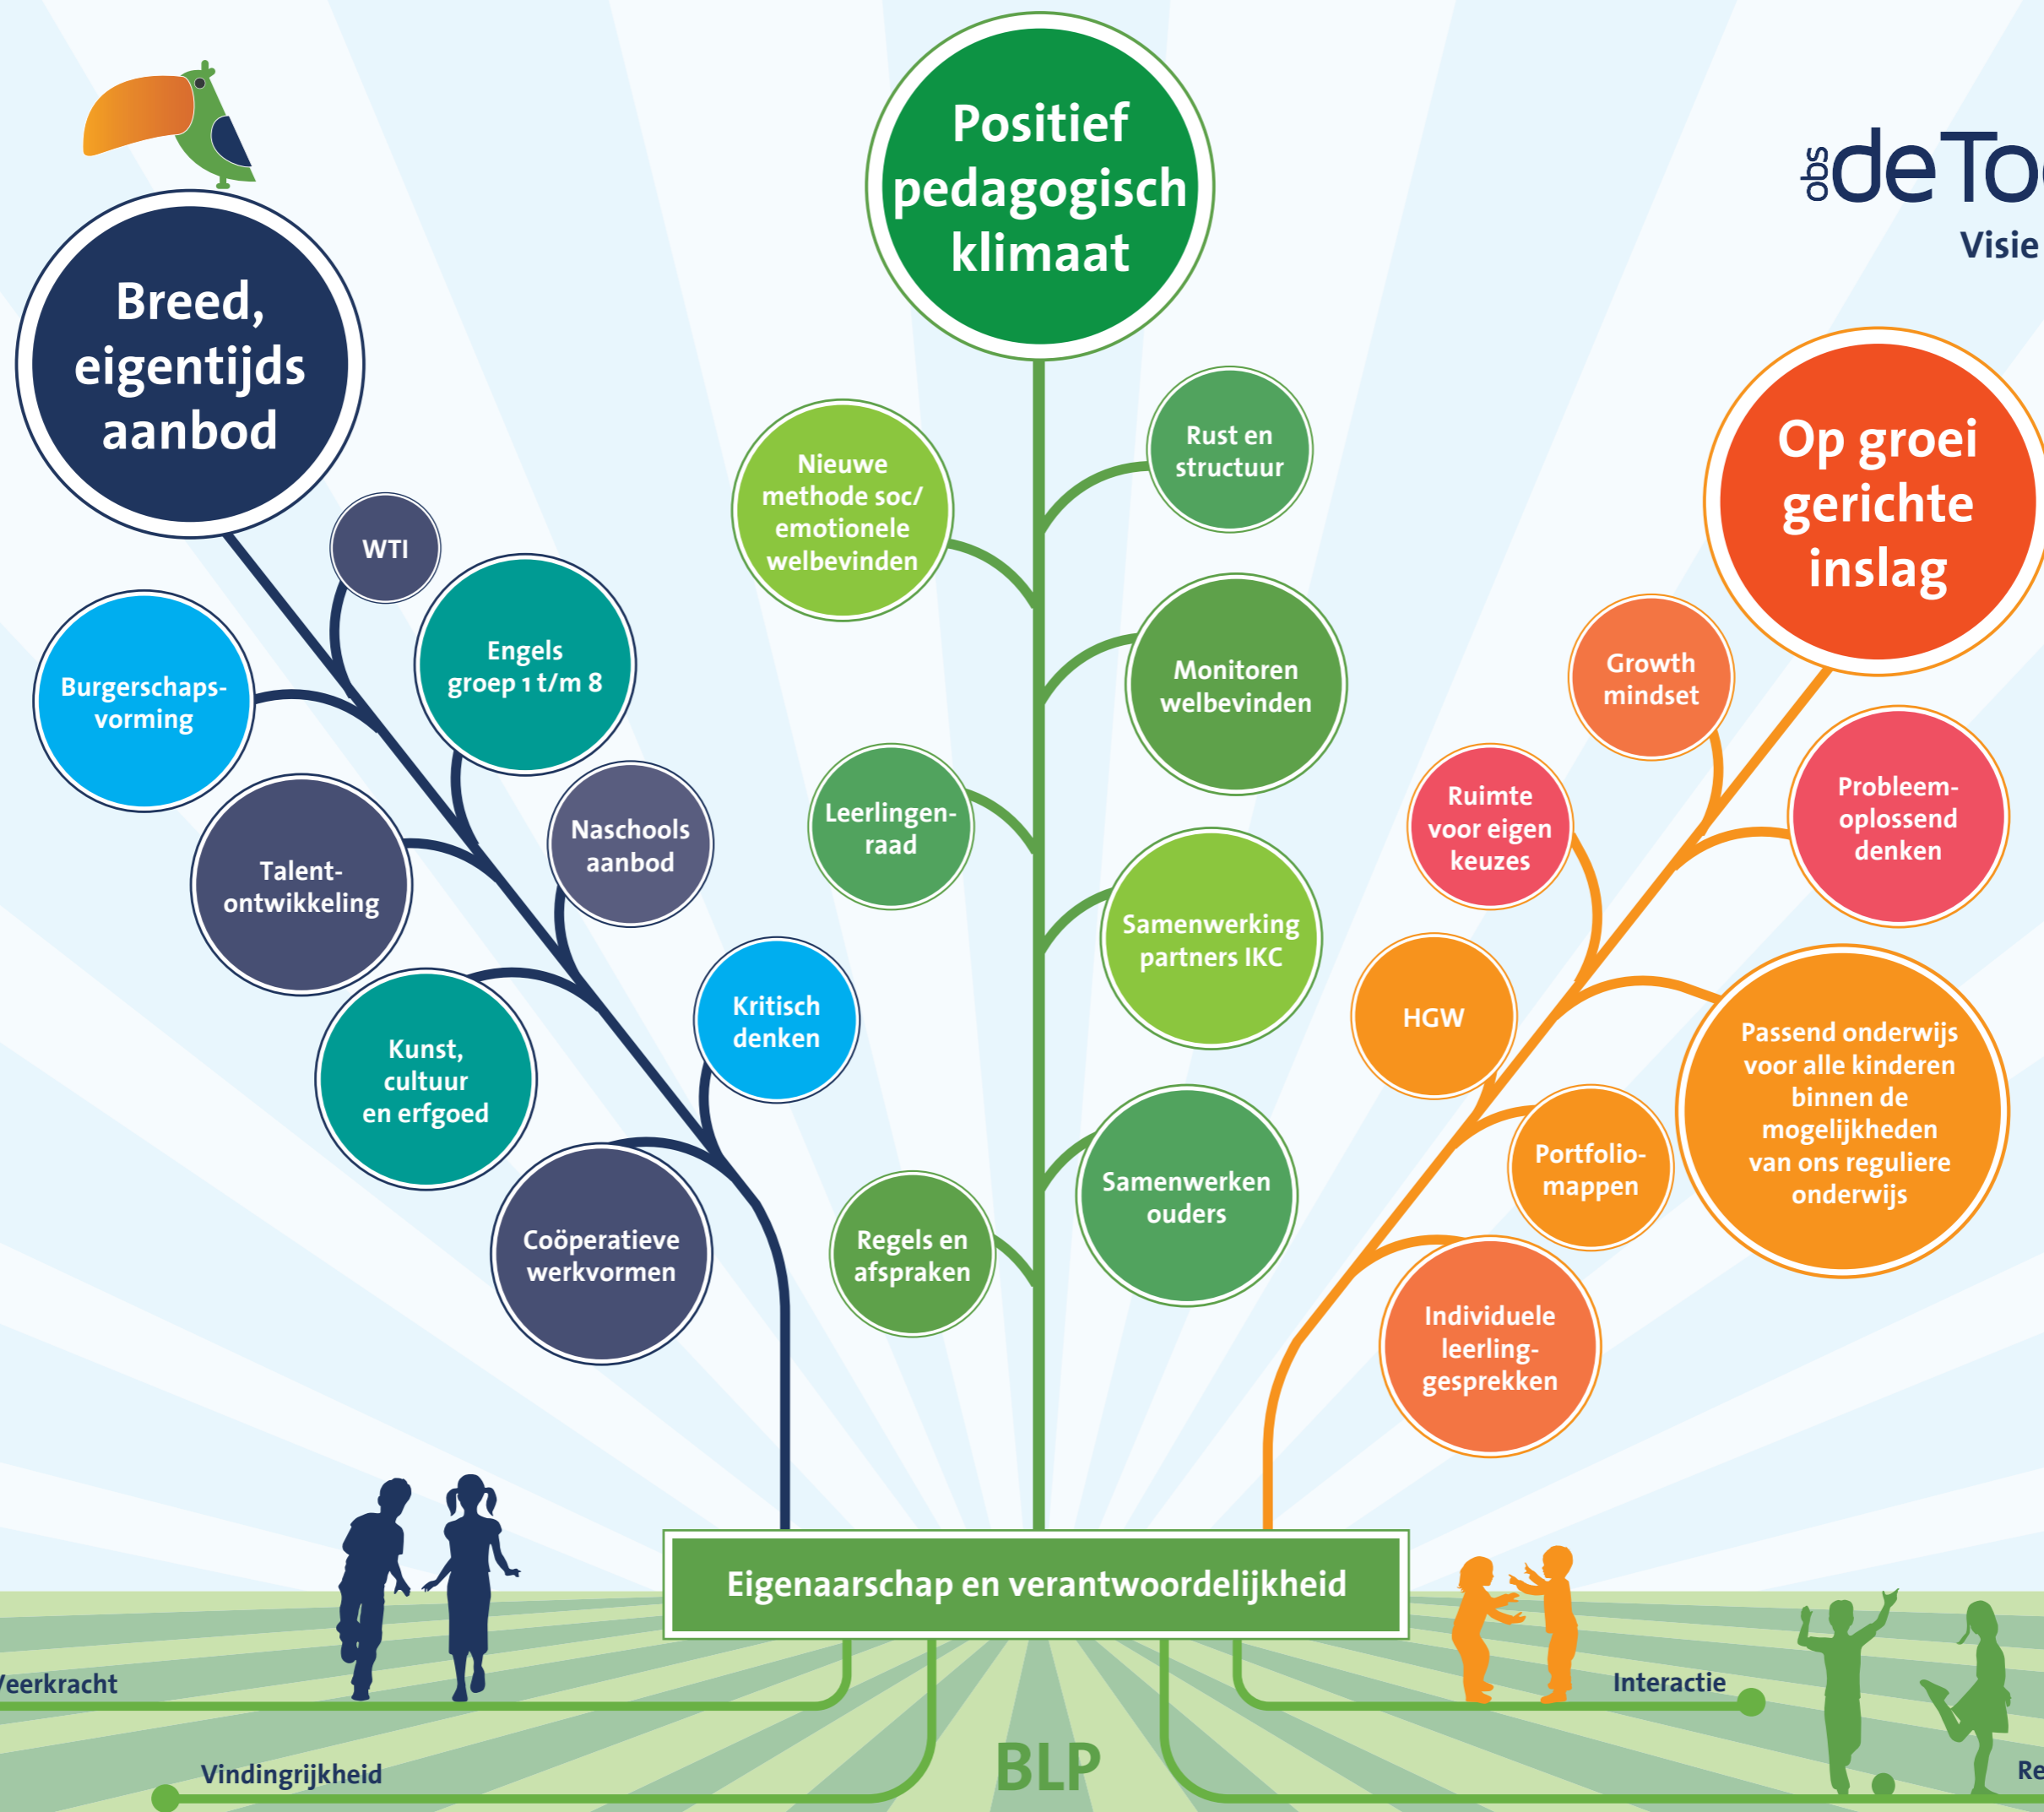 Positief
pedagogisch
klimaat
obs
Visie
Breed,
eigentijds
aanbod
Op groei
gerichte
inslag
WTI
Engels
groep 1 t/m 8
Burgerschaps-
vorming
Naschools
aanbod
Talent-
ontwikkeling
Kritisch
denken
Kunst,
cultuur
en erfgoed
Coöperatieve
werkvormen
Nieuwe
methode soc/
emotionele
welbevinden
Rust en
structuur
Monitoren
welbevinden
Leerlingen-
raad
Samenwerking
partners IKC
Samenwerken
ouders
Regels en
afspraken
Growth
mindset
Probleem-
oplossend
denken
Ruimte
voor eigen
keuzes
HGW
Passend onderwijs
voor alle kinderen
binnen de
mogelijkheden
van ons reguliere
onderwijs
Portfolio-
mappen
Individuele
leerling-
gesprekken
Eigenaarschap en verantwoordelijkheid
Interactie
Vindingrijkheid
BLP